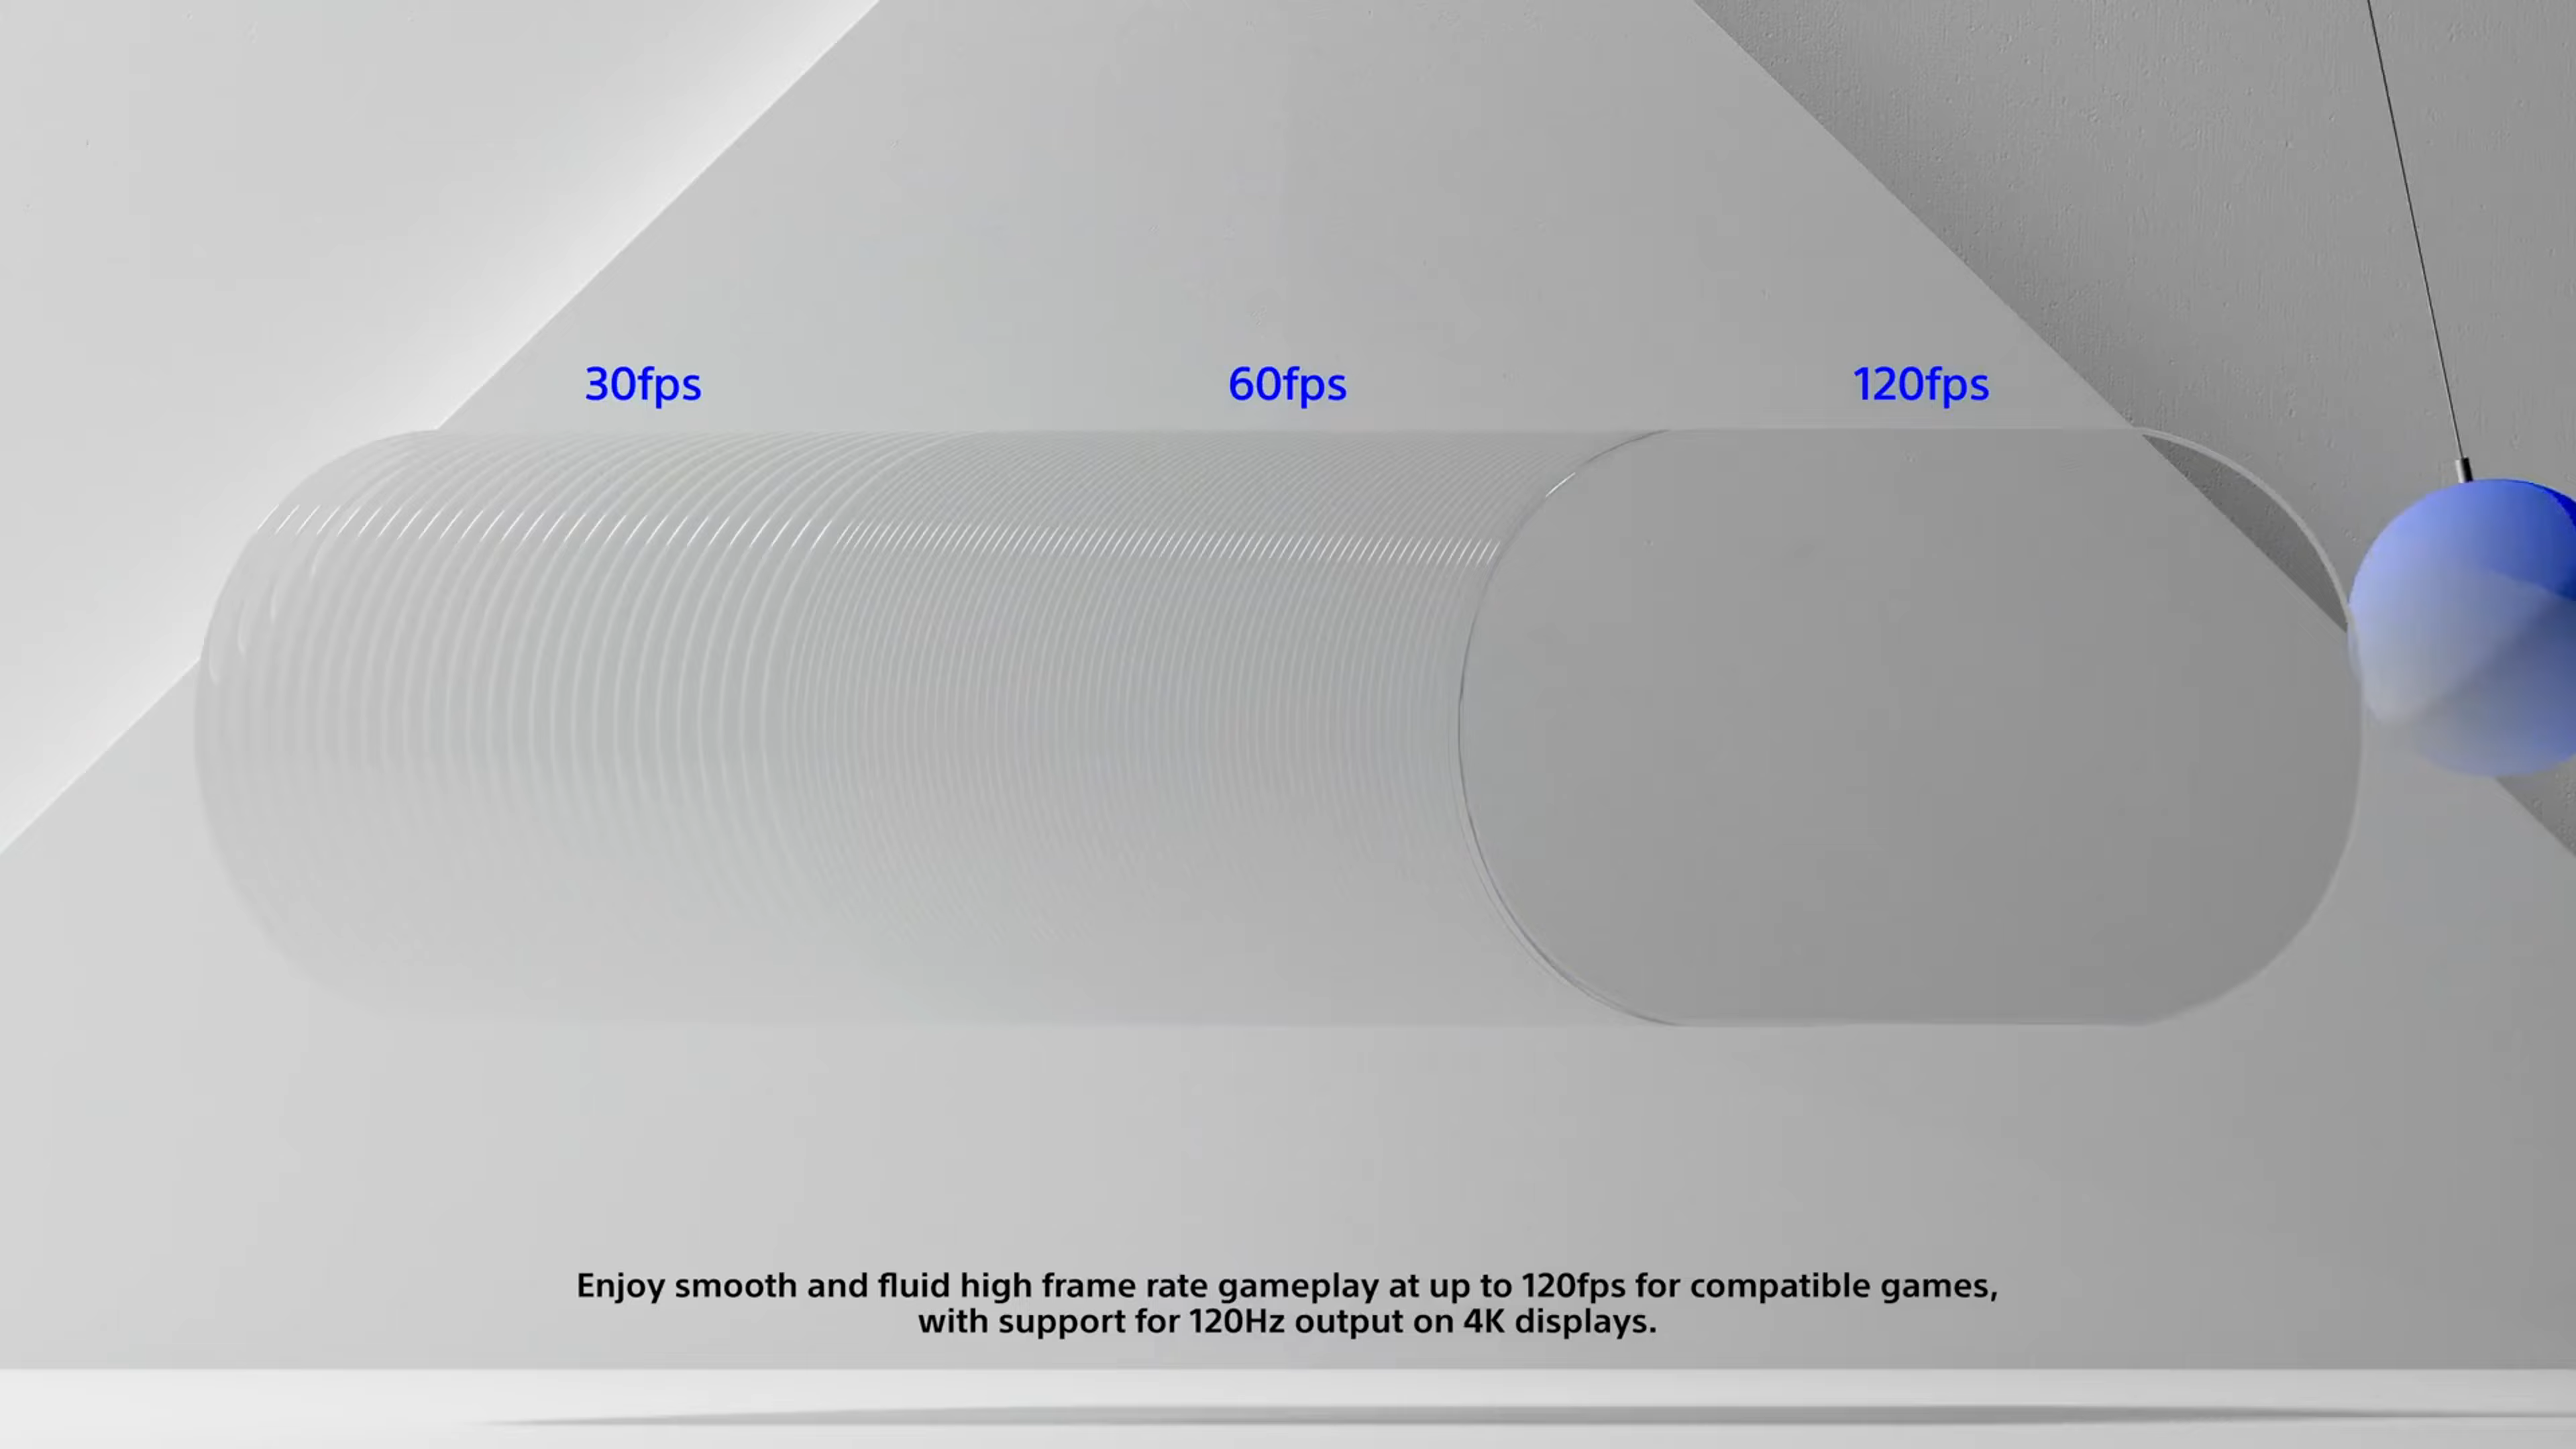 30fps 60fps 120fps
Enjoy smooth and fluid high frame rate gameplay at up to 120fps for compatible games,
with support for 120Hz output on 4K displays.